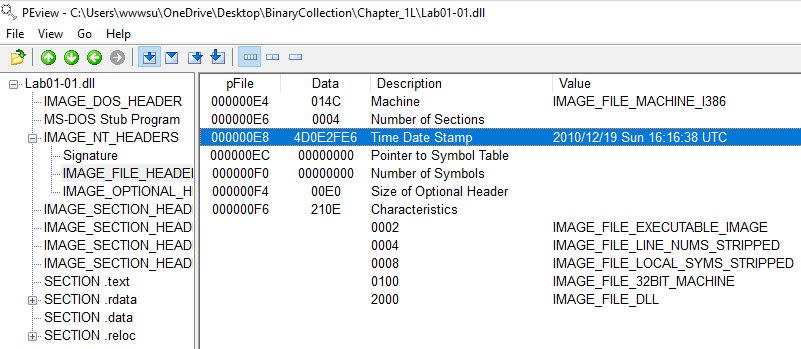 PEview - C:\Users\wwwsu\OneDrive\Desktop\BinaryCollection\Chapter_1L\Lab01-01.dll
File View Go Help
Lab01-01.dll
IMAGE_DOS_HEADER
MS-DOS Stub Program
IMAGE_NT_HEADERS
Signature
IMAGE_FILE_HEADE
IMAGE_OPTIONAL_H
IMAGE_SECTION_HEAD
IMAGE_SECTION_HEAD
IMAGE_SECTION_HEAD
IMAGE_SECTION_HEAD
SECTION .text
SECTION .rdata
SECTION .data
SECTION .reloc
pFile Data Description Value
000000E4 014C Machine IMAGE_FILE_MACHINE_I386
000000E6 0004 Number of Sections
000000E8 4D0E2FE6 Time Date Stamp 2010/12/19 Sun 16:16:38 UTC
000000EC 00000000 Pointer to Symbol Table
000000F0 00000000 Number of Symbols
000000F4 00E0 Size of Optional Header
000000F6 210E Characteristics
0002 IMAGE_FILE_EXECUTABLE_IMAGE
0004 IMAGE_FILE_LINE_NUMS_STRIPPED
0008 IMAGE_FILE_LOCAL_SYMS_STRIPPED
0100 IMAGE_FILE_32BIT_MACHINE
2000 IMAGE_FILE_DLL